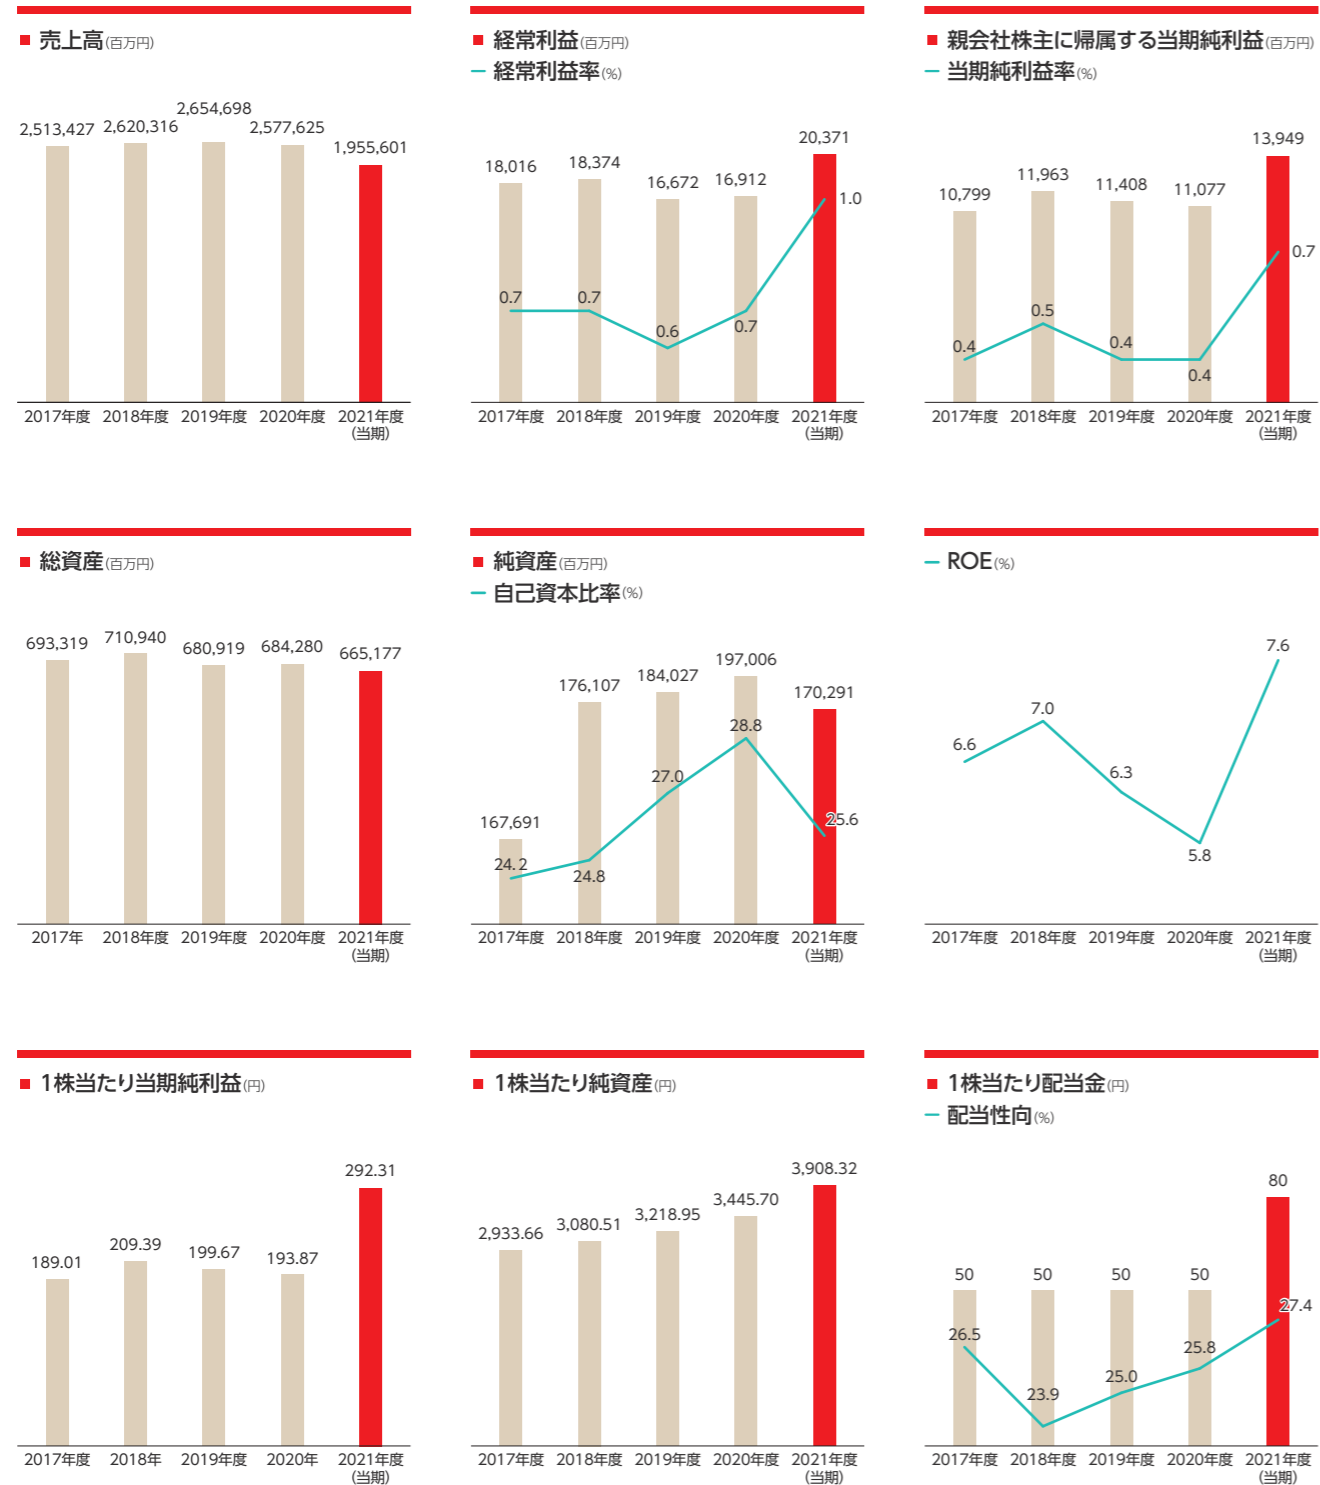 ■ 売上高(百万円)
2,513,427
2,620,316
2,654,698
2,577,625
1,955,601
2017年度 2018年度 2019年度 2020年度 2021年度
(当期)
■ 経常利益(百万円)
― 経常利益率(%)
18,016
18,374
16,672
16,912
20,371
0.7
0.7
0.6
0.7
1.0
2017年度 2018年度 2019年度 2020年度 2021年度
(当期)
■ 親会社株主に帰属する当期純利益(百万円)
― 当期純利益率(%)
10,799
11,963
11,408
11,077
13,949
0.4
0.5
0.4
0.4
0.7
2017年度 2018年度 2019年度 2020年度 2021年度
(当期)
■ 総資産(百万円)
693,319
710,940
680,919
684,280
665,177
2017年 2018年度 2019年度 2020年度 2021年度
(当期)
■ 純資産(百万円)
― 自己資本比率(%)
167,691
176,107
184,027
197,006
170,291
24.2
24.8
27.0
28.8
25.6
2017年度 2018年度 2019年度 2020年度 2021年度
(当期)
― ROE(%)
6.6
7.0
6.3
5.8
7.6
2017年度 2018年度 2019年度 2020年度 2021年度
(当期)
■ 1株当たり当期純利益(円)
189.01
209.39
199.67
193.87
292.31
2017年度 2018年 2019年度 2020年 2021年度
(当期)
■ 1株当たり純資産(円)
2,933.66
3,080.51
3,218.95
3,445.70
3,908.32
2017年度 2018年度 2019年度 2020年度 2021年度
(当期)
■ 1株当たり配当金(円)
― 配当性向(%)
50
50
50
50
80
26.5
23.9
25.0
25.8
27.4
2017年度 2018年度 2019年度 2020年度 2021年度
(当期)